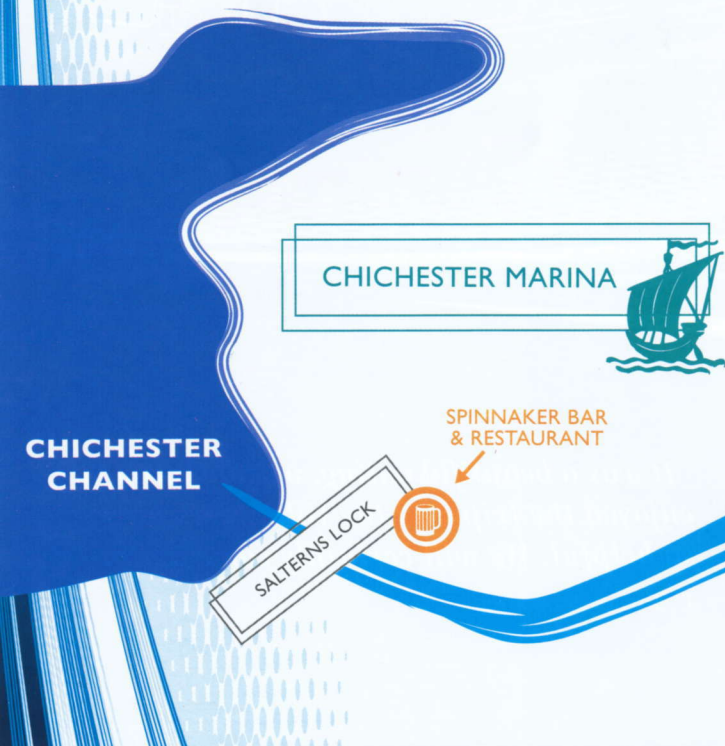 CHICHESTER MARINA
SPINNAKER BAR
& RESTAURANT
CHICHESTER
CHANNEL
SALTERNS LOCK